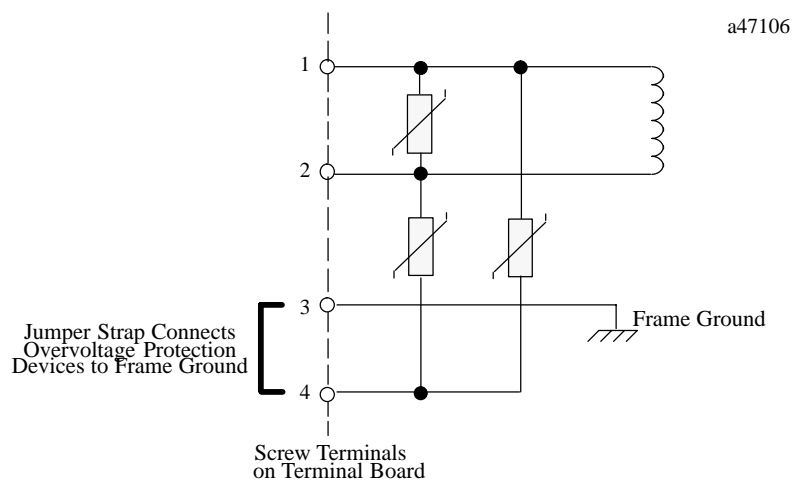 a47106
1
2
3
Frame Ground
Jumper Strap Connects
Overvoltage Protection
Devices to Frame Ground
4
Screw Terminals
on Terminal Board